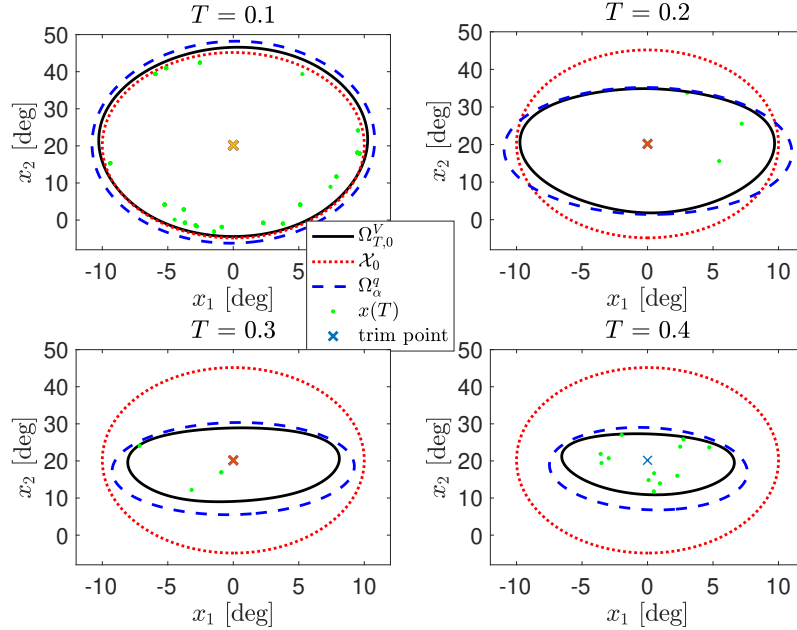 T = 0.1
T = 0.2
50
40
30
20
10
0
x₂ [deg]
-10
-5
0
5
10
x₁ [deg]
50
40
30
20
10
0
x₂ [deg]
-10
-5
0
5
10
x₁ [deg]
Ω^V_{T,0}
𝒳₀
Ω^q_α
x(T)
trim point
T = 0.3
T = 0.4
50
40
30
20
10
0
x₂ [deg]
-10
-5
0
5
10
x₁ [deg]
50
40
30
20
10
0
x₂ [deg]
-10
-5
0
5
10
x₁ [deg]